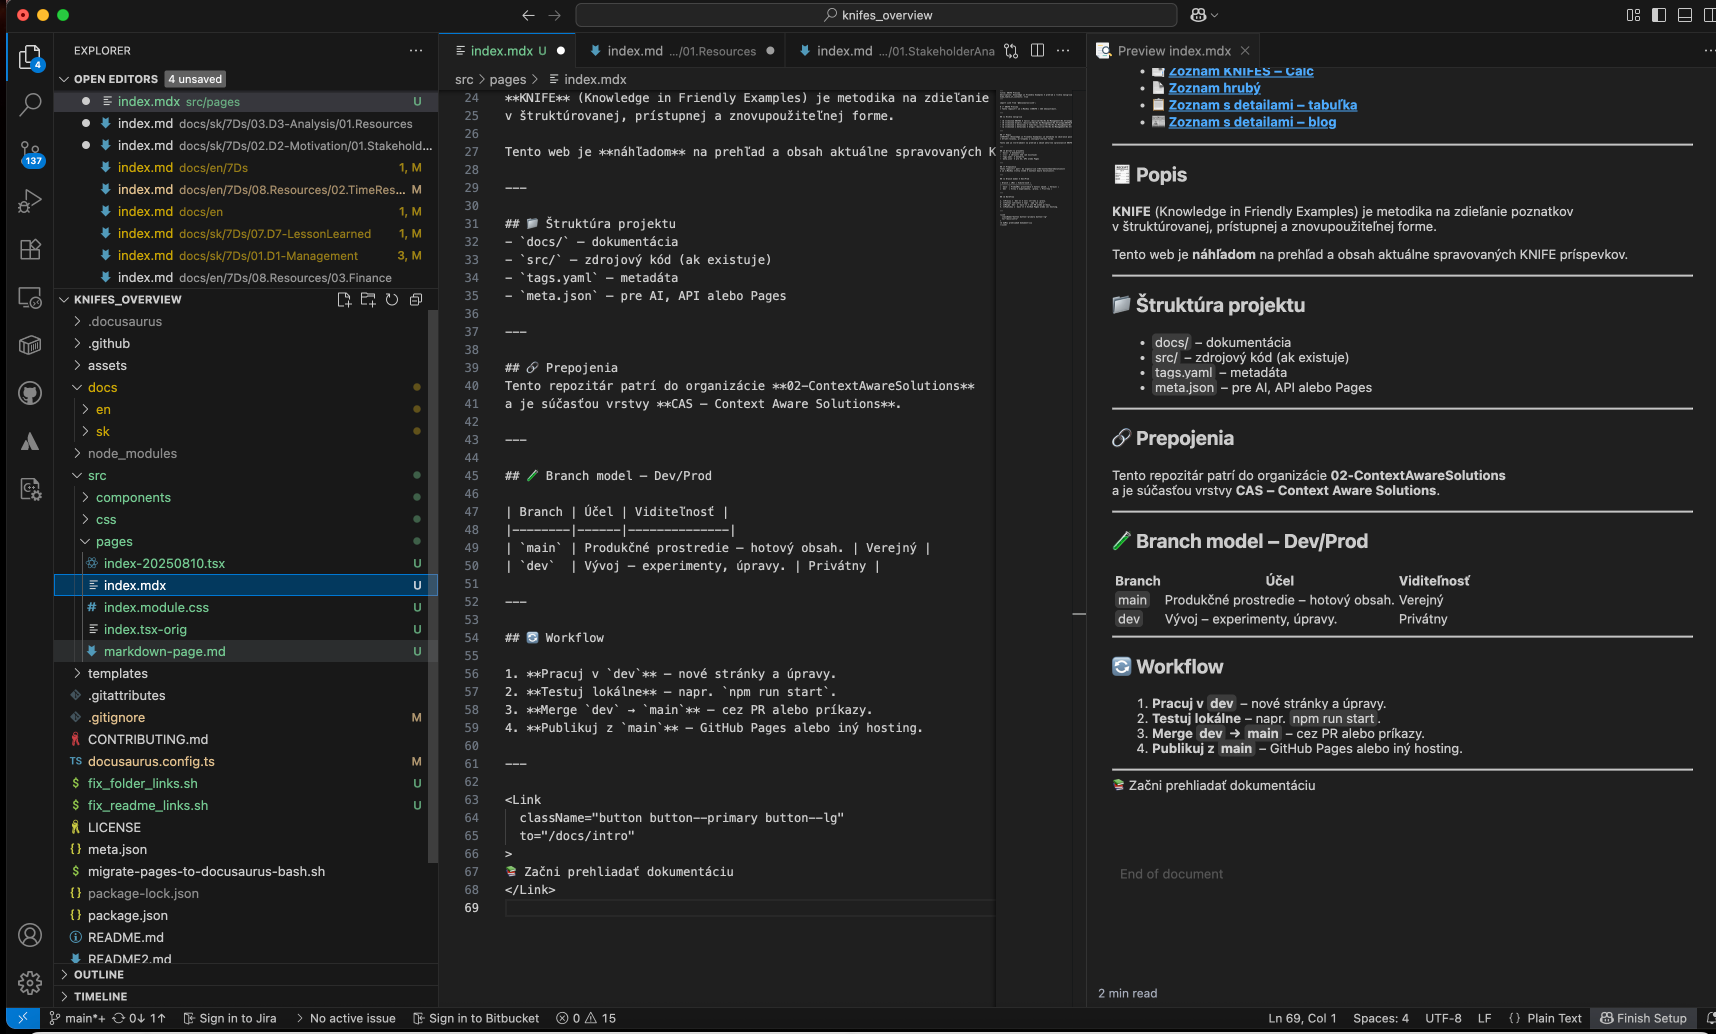 knifes_overview
EXPLORER
OPEN EDITORS 4 unsaved
index.mdx src/pages U
index.md docs/sk/7Ds/03.D3-Analysis/01.Resources
index.md docs/sk/7Ds/02.D2-Motivation/01.Stakehold...
index.md docs/en/7Ds 1, M
index.md docs/en/7Ds/08.Resources/02.TimeRes... M
index.md docs/en 1, M
index.md docs/sk/7Ds/07.D7-LessonLearned 1, M
index.md docs/sk/7Ds/01.D1-Management 3, M
index.md docs/en/7Ds/08.Resources/03.Finance
KNIFES_OVERVIEW
.docusaurus
.github
assets
docs
en
sk
node_modules
src
components
css
pages
index-20250810.tsx U
index.mdx U
index.module.css U
index.tsx-orig U
markdown-page.md U
templates
.gitattributes
.gitignore M
CONTRIBUTING.md
docusaurus.config.ts M
fix_folder_links.sh U
fix_readme_links.sh U
LICENSE
meta.json
migrate-pages-to-docusaurus-bash.sh
package-lock.json
package.json
README.md
README2.md
OUTLINE
TIMELINE
4
137
index.mdx U
index.md .../01.Resources
index.md .../01.StakeholderAna
src > pages > index.mdx
24 **KNIFE** (Knowledge in Friendly Examples) je metodika na zdieľanie
25 v štruktúrovanej, prístupnej a znovupoužiteľnej forme.
26
27 Tento web je **náhľadom** na prehľad a obsah aktuálne spravovaných K
28
29 ---
30
31 ## 📁 Štruktúra projektu
32 - `docs/` – dokumentácia
33 - `src/` – zdrojový kód (ak existuje)
34 - `tags.yaml` – metadáta
35 - `meta.json` – pre AI, API alebo Pages
36
37 ---
38
39 ## 🔗 Prepojenia
40 Tento repozitár patrí do organizácie **02-ContextAwareSolutions**
41 a je súčasťou vrstvy **CAS – Context Aware Solutions**.
42
43 ---
44
45 ## 🧪 Branch model – Dev/Prod
46
47 | Branch | Účel | Viditeľnosť |
48 |--------|------|--------------|
49 | `main` | Produkčné prostredie – hotový obsah. | Verejný |
50 | `dev`  | Vývoj – experimenty, úpravy. | Privátny |
51
52 ---
53
54 ## 🔄 Workflow
55
56 1. **Pracuj v `dev`** – nové stránky a úpravy.
57 2. **Testuj lokálne** – napr. `npm run start`.
58 3. **Merge `dev` → `main`** – cez PR alebo príkazy.
59 4. **Publikuj z `main`** – GitHub Pages alebo iný hosting.
60
61 ---
62
63 <Link
64 className="button button--primary button--lg"
65 to="/docs/intro"
66 >
67 📚 Začni prehliadať dokumentáciu
68 </Link>
69
Preview index.mdx
Zoznam KNIFES – Calc
Zoznam hrubý
Zoznam s detailami – tabuľka
Zoznam s detailami – blog
Popis
KNIFE (Knowledge in Friendly Examples) je metodika na zdieľanie poznatkov
v štruktúrovanej, prístupnej a znovupoužiteľnej forme.
Tento web je náhľadom na prehľad a obsah aktuálne spravovaných KNIFE príspevkov.
Štruktúra projektu
docs/ – dokumentácia
src/ – zdrojový kód (ak existuje)
tags.yaml – metadáta
meta.json – pre AI, API alebo Pages
Prepojenia
Tento repozitár patrí do organizácie 02-ContextAwareSolutions
a je súčasťou vrstvy CAS – Context Aware Solutions.
Branch model – Dev/Prod
Branch Účel Viditeľnosť
main Produkčné prostredie – hotový obsah. Verejný
dev Vývoj – experimenty, úpravy. Privátny
Workflow
1. Pracuj v dev – nové stránky a úpravy.
2. Testuj lokálne – napr. npm run start.
3. Merge dev → main – cez PR alebo príkazy.
4. Publikuj z main – GitHub Pages alebo iný hosting.
📚 Začni prehliadať dokumentáciu
End of document
2 min read
main*+ 0↓ 1↑ Sign in to Jira No active issue Sign in to Bitbucket 0 15 Ln 69, Col 1 Spaces: 4 UTF-8 LF {} Plain Text Finish Setup